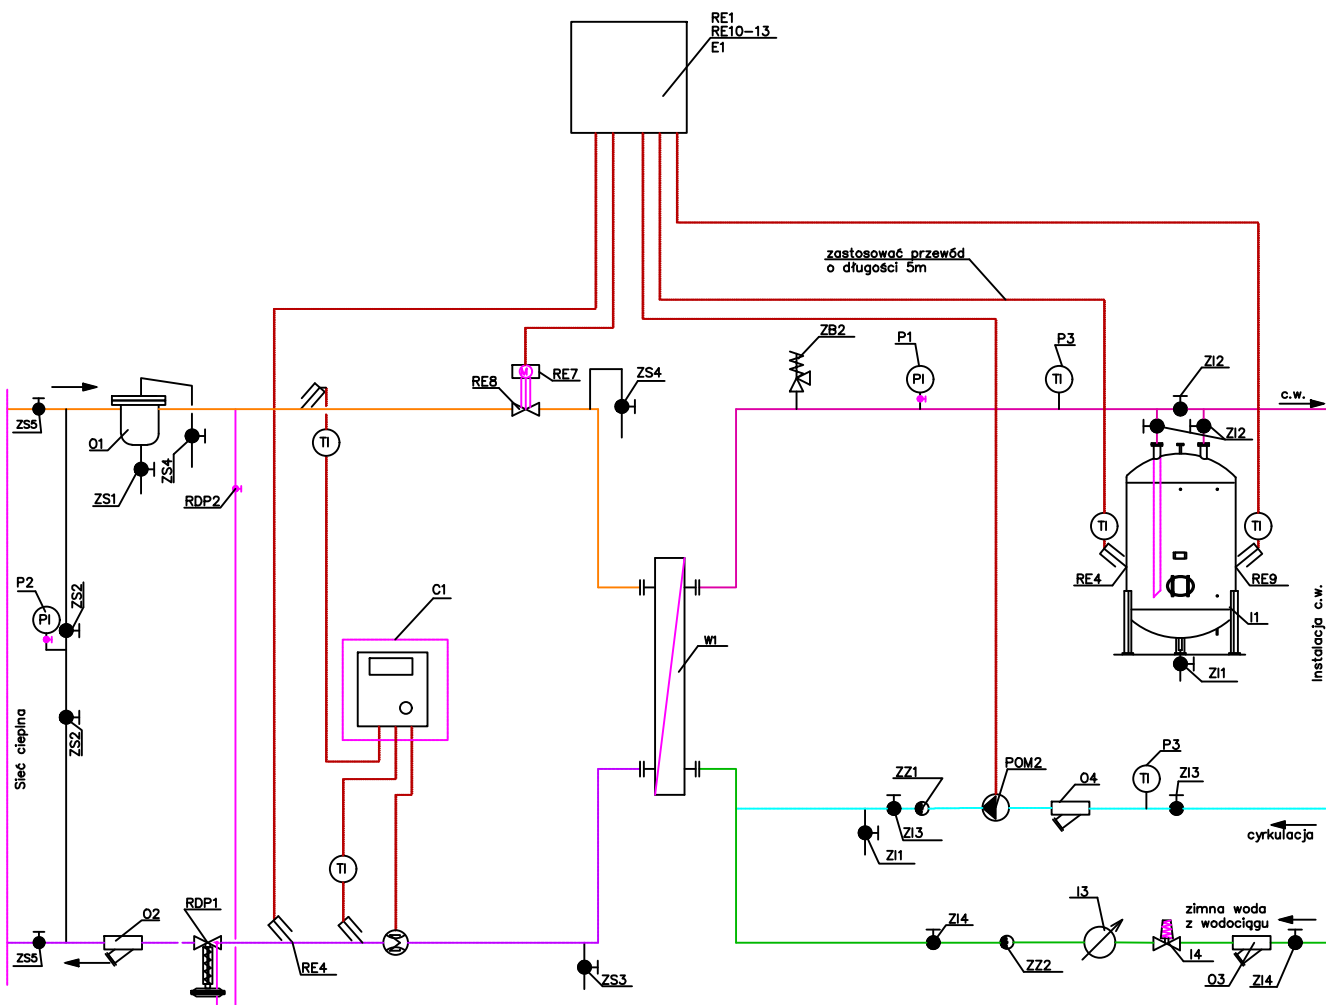 RE1
RE10-13
E1
zastosować przewód
o długości 5m
ZB2
P1
P3
ZI2
c.w.
PI
TI
RE7
M
ZS4
RE8
ZS5
O1
ZS4
ZS1
TI
RDP2
ZI2
TI
TI
RE4
RE9
I1
ZI1
Instalacja c.w.
P2
PI
ZS2
ZS2
Sieć cieplna
C1
W1
TI
ZZ1
POM2
O4
P3
TI
ZI3
ZI3
ZI1
cyrkulacja
ZS5
O2
RDP1
RE4
ZS3
ZI4
ZZ2
I3
zimna woda
z wodociągu
I4
O3
ZI4